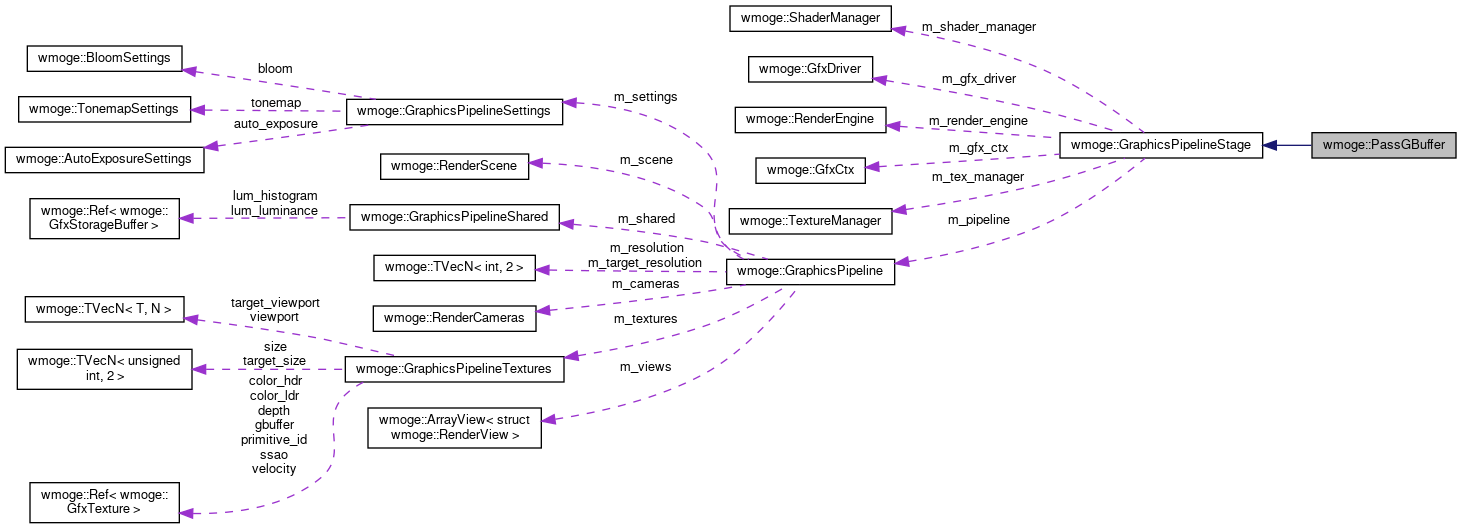 wmoge::ShaderManager
m_shader_manager
wmoge::BloomSettings
bloom
wmoge::GfxDriver
m_gfx_driver
wmoge::TonemapSettings
tonemap
wmoge::GraphicsPipelineSettings
m_settings
wmoge::RenderEngine
m_render_engine
auto_exposure
wmoge::AutoExposureSettings
wmoge::GraphicsPipelineStage
wmoge::PassGBuffer
wmoge::RenderScene
m_scene
wmoge::GfxCtx
m_gfx_ctx
m_tex_manager
wmoge::Ref< wmoge::
GfxStorageBuffer >
lum_histogram
lum_luminance
wmoge::GraphicsPipelineShared
m_shared
wmoge::TextureManager
m_pipeline
wmoge::TVecN< int, 2 >
m_resolution
m_target_resolution
wmoge::GraphicsPipeline
wmoge::TVecN< T, N >
target_viewport
viewport
wmoge::RenderCameras
m_cameras
m_textures
wmoge::TVecN< unsigned
int, 2 >
size
target_size
wmoge::GraphicsPipelineTextures
m_views
color_hdr
color_ldr
depth
gbuffer
primitive_id
ssao
velocity
wmoge::ArrayView< struct
wmoge::RenderView >
wmoge::Ref< wmoge::
GfxTexture >